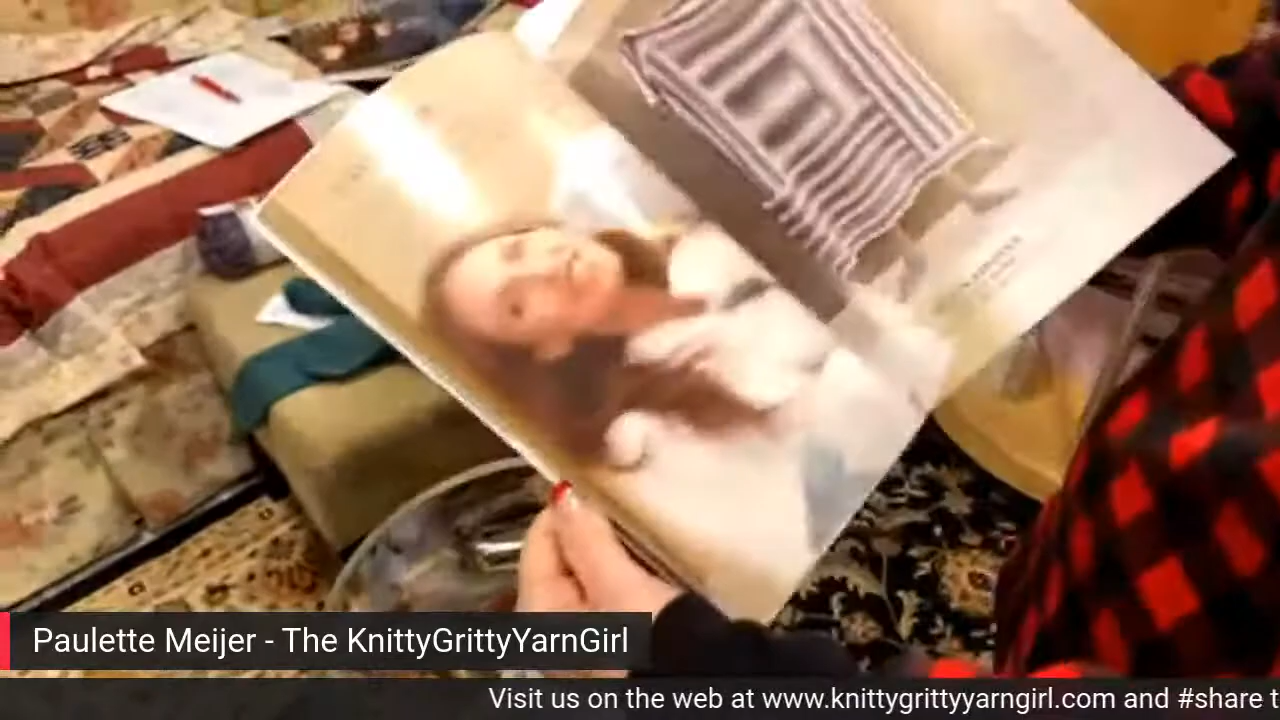 Paulette Meijer - The KnittyGrittyYarnGirl
Visit us on the web at www.knittygrittyyarngirl.com and #share t